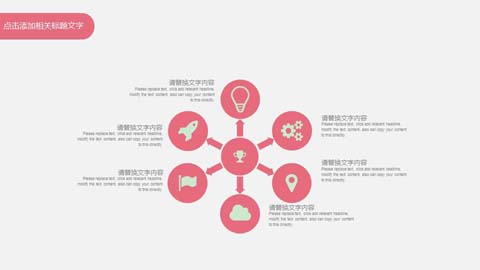 点击添加相关标题文字
请替换文字内容
Please replace text, click add relevant headline,
modify the text content, also can copy your content
to this directly.
请替换文字内容
Please replace text, click add relevant headline,
modify the text content, also can copy your content
to this directly.
请替换文字内容
Please replace text, click add relevant headline,
modify the text content, also can copy your content
to this directly.
请替换文字内容
Please replace text, click add relevant headline,
modify the text content, also can copy your content
to this directly.
请替换文字内容
Please replace text, click add relevant headline,
modify the text content, also can copy your content
to this directly.
请替换文字内容
Please replace text, click add relevant headline,
modify the text content, also can copy your content
to this directly.